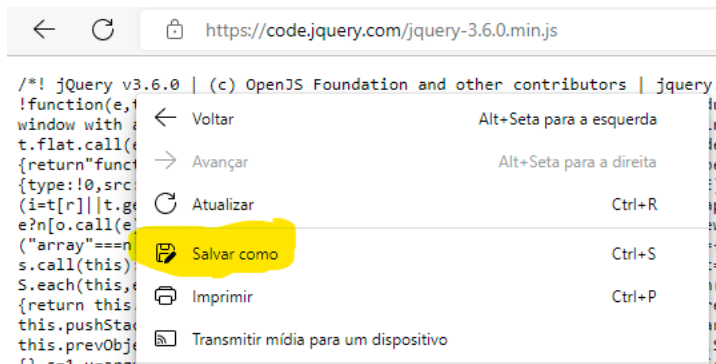 https://code.jquery.com/jquery-3.6.0.min.js
/*! jQuery v3.6.0 | (c) OpenJS Foundation and other contributors | jquery
!function(e,t
window with
t.flat.call(
{return"funct
{type:!0,src
(i=t[r]||t.ge
e?n[o.call(e
("array"===n
s.call(this)
S.each(this,e
{return this
this.pushStac
this.prevObje
Voltar Alt+Seta para a esquerda
Avançar Alt+Seta para a direita
Atualizar Ctrl+R
Salvar como Ctrl+S
Imprimir Ctrl+P
Transmitir mídia para um dispositivo